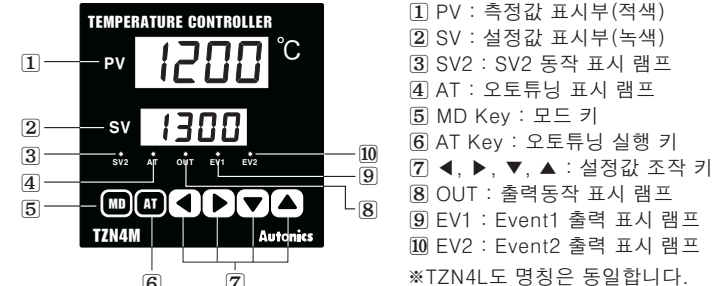 TEMPERATURE CONTROLLER
1 PV 1200 °C
2 SV 1300
3 SV2 AT OUT EV1 EV2 10
4
9
5 MD AT ◀ ▶ ▼ ▲ 8
TZN4M Autonics
6 7
1 PV : 측정값 표시부(적색)
2 SV : 설정값 표시부(녹색)
3 SV2 : SV2 동작 표시 램프
4 AT : 오토튜닝 표시 램프
5 MD Key : 모드 키
6 AT Key : 오토튜닝 실행 키
7 ◀, ▶, ▼, ▲ : 설정값 조작 키
8 OUT : 출력동작 표시 램프
9 EV1 : Event1 출력 표시 램프
10 EV2 : Event2 출력 표시 램프
※TZN4L도 명칭은 동일합니다.